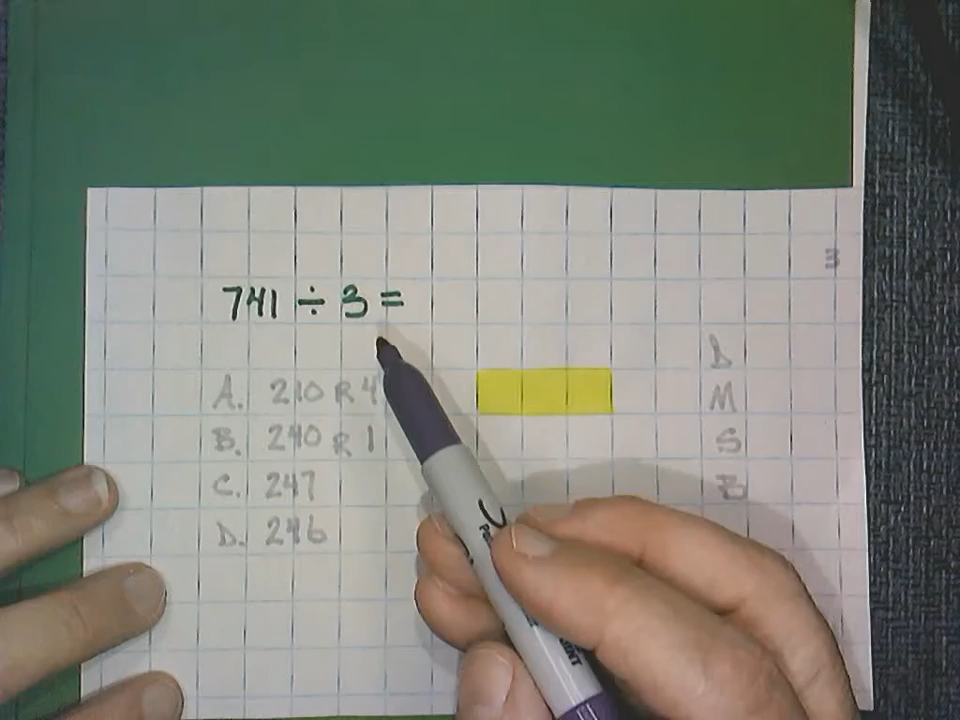 3
741 ÷ 3 =
A. 210 R 4
B. 240 R 1
C. 247
D. 246
D
M
S
B